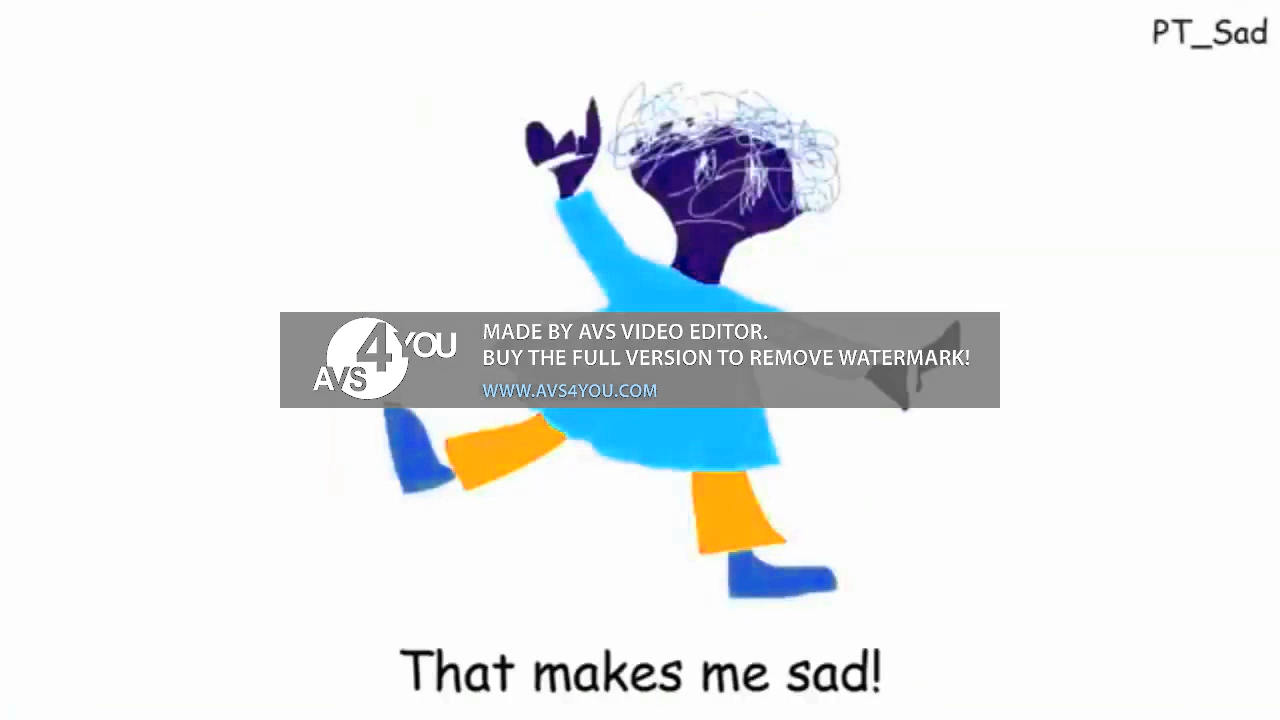 PT_Sad
AVS4YOU
MADE BY AVS VIDEO EDITOR.
BUY THE FULL VERSION TO REMOVE WATERMARK!
WWW.AVS4YOU.COM
That makes me sad!